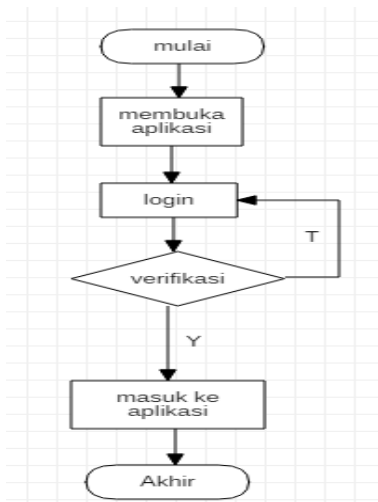 mulai
membuka
aplikasi
login
T
verifikasi
Y
masuk ke
aplikasi
Akhir